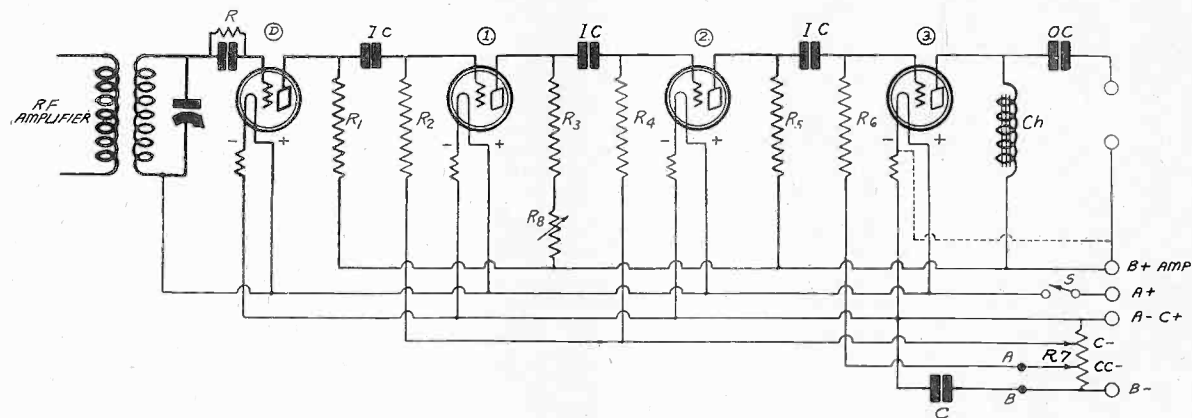 R
D
IC
1
IC
2.
IC
3
OC
RF
AMPLIFIER
R1
R2
R3
R4
R5
R6
Ch
- +
- +
- +
- +
R8
B+ AMP
S
A+
A- C+
C-
A
R7
CC-
B
B-
C